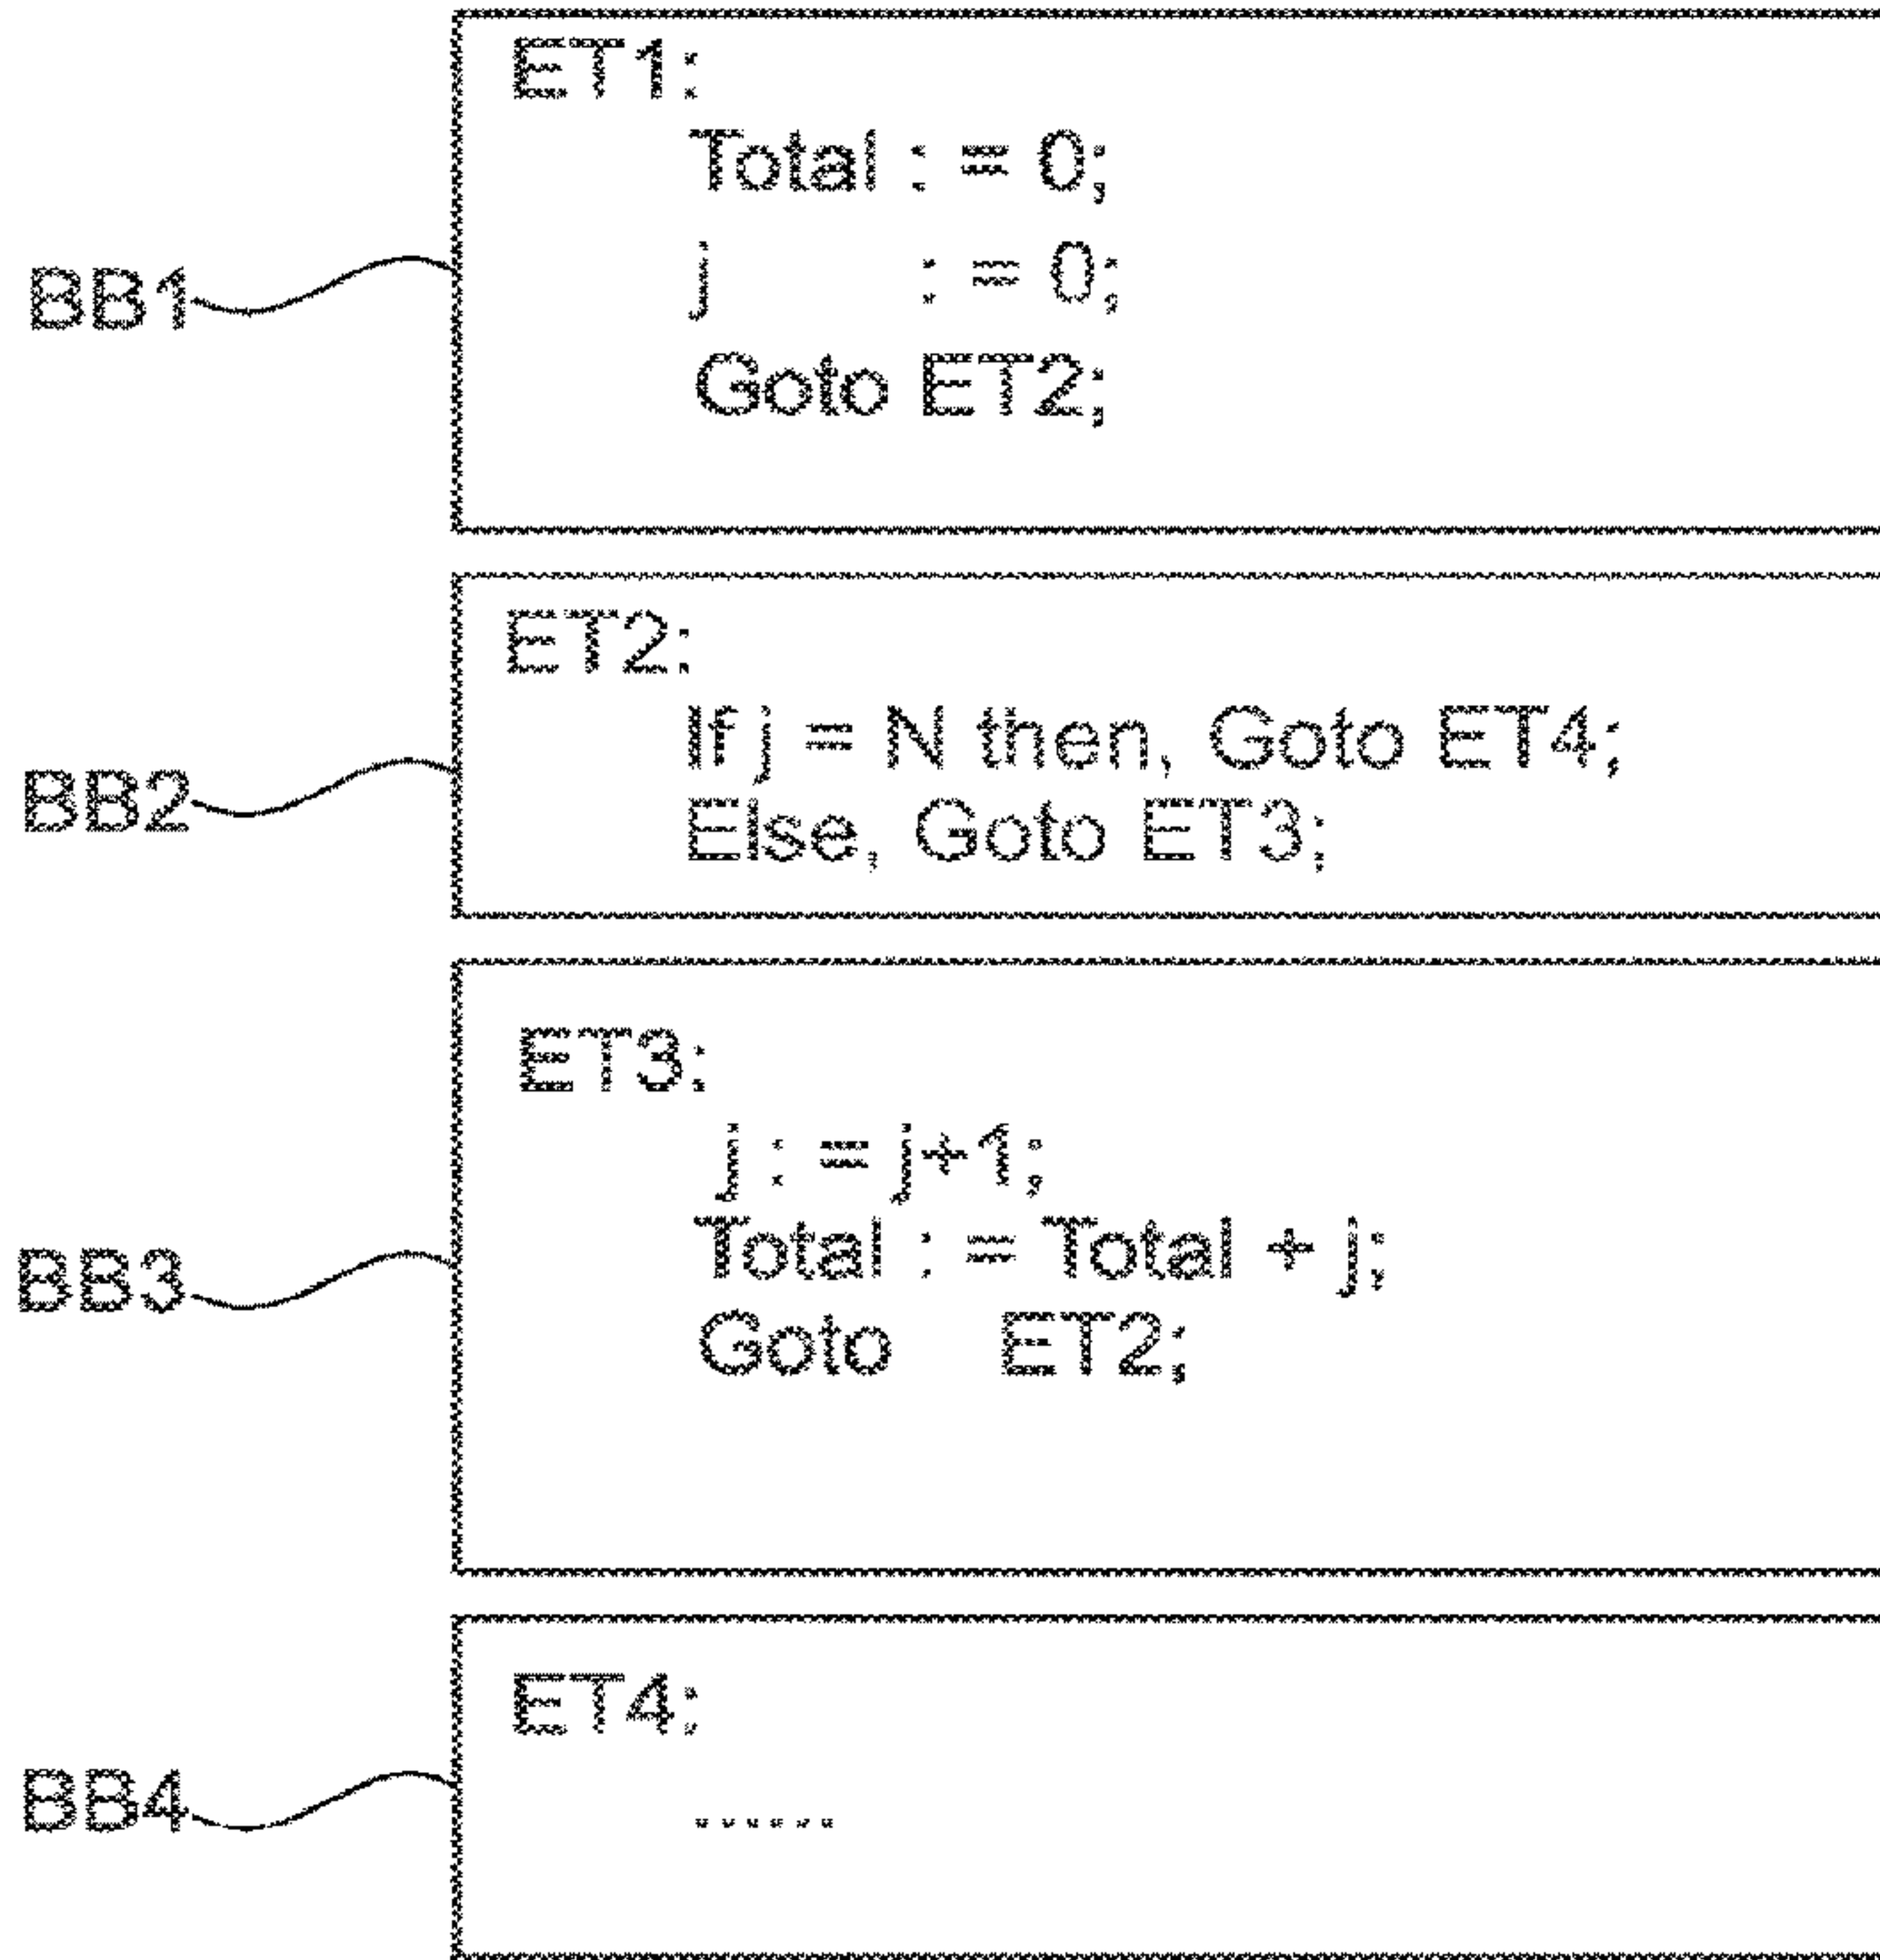 ET1:
Total : = 0;
j : = 0;
BB1
Goto ET2;
ET2:
If j = N then, Goto ET4;
BB2
Else, Goto ET3;
ET3:
j : = j+1;
Total : = Total + j;
BB3
Goto ET2;
ET4:
BB4
......